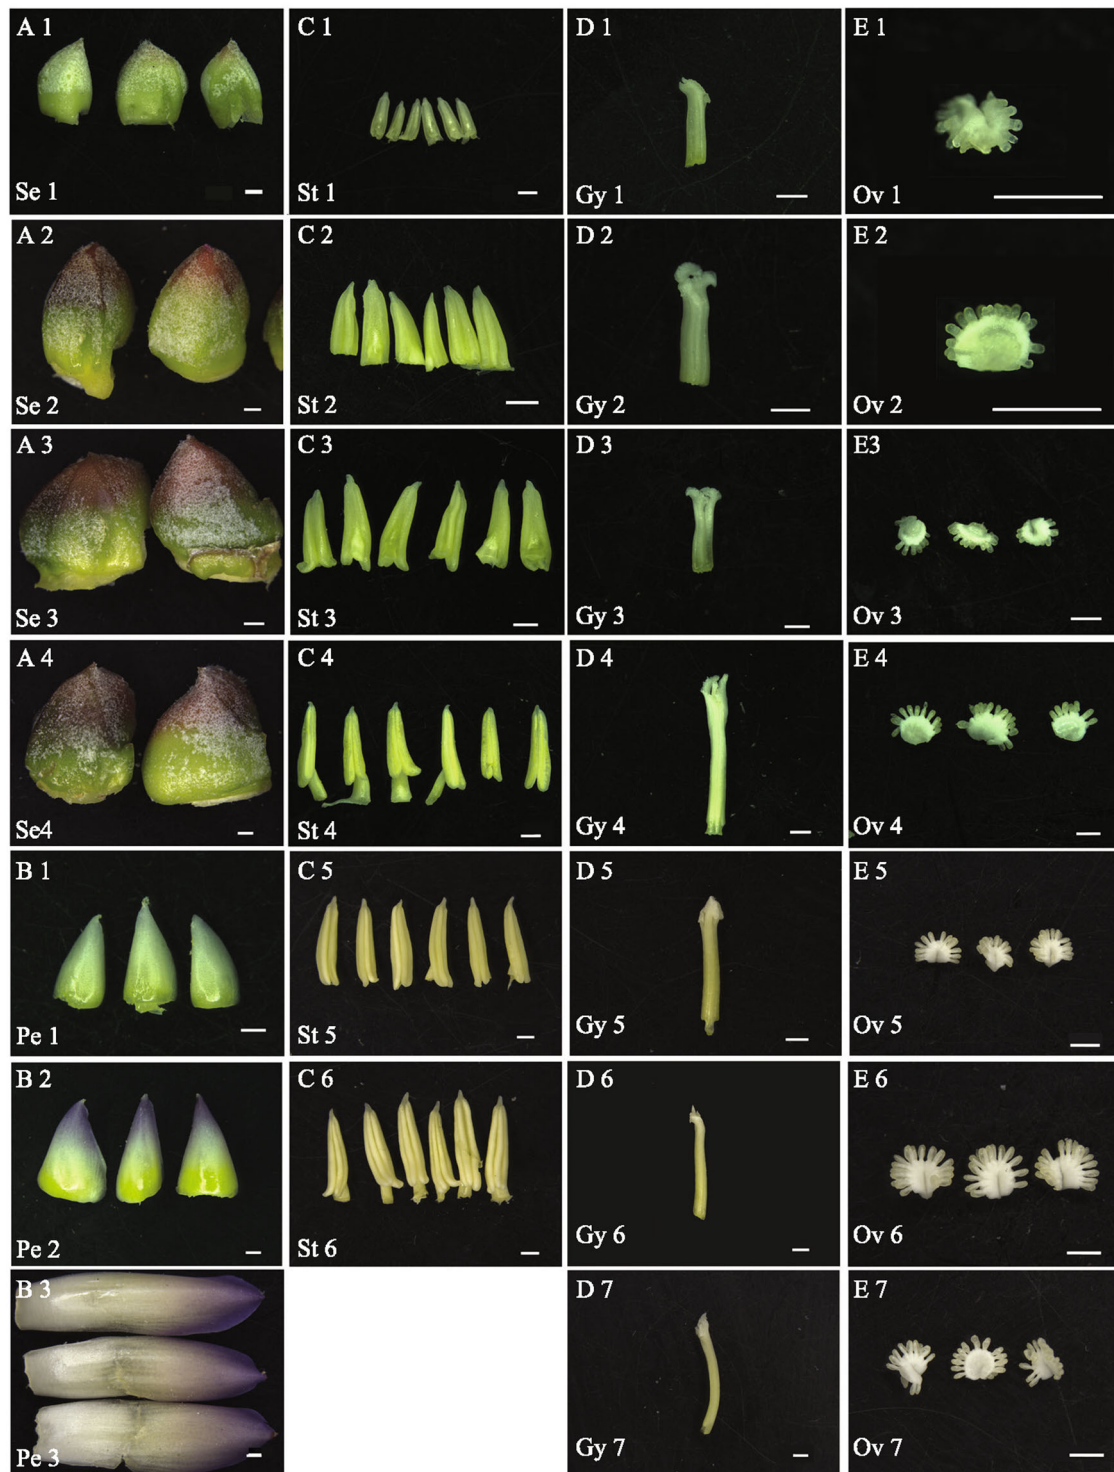 A 1
C 1
D 1
E 1
Se 1
St 1
Gy 1
Ov 1
A 2
C 2
D 2
E 2
Se 2
St 2
Gy 2
Ov 2
A 3
C 3
D 3
E3
Se 3
St 3
Gy 3
Ov 3
A 4
C 4
D 4
E 4
Se4
St 4
Gy 4
Ov 4
B 1
C 5
D 5
E 5
Pe 1
St 5
Gy 5
Ov 5
B 2
C 6
D 6
E 6
Pe 2
St 6
Gy 6
Ov 6
B 3
D 7
E 7
Pe 3
Gy 7
Ov 7